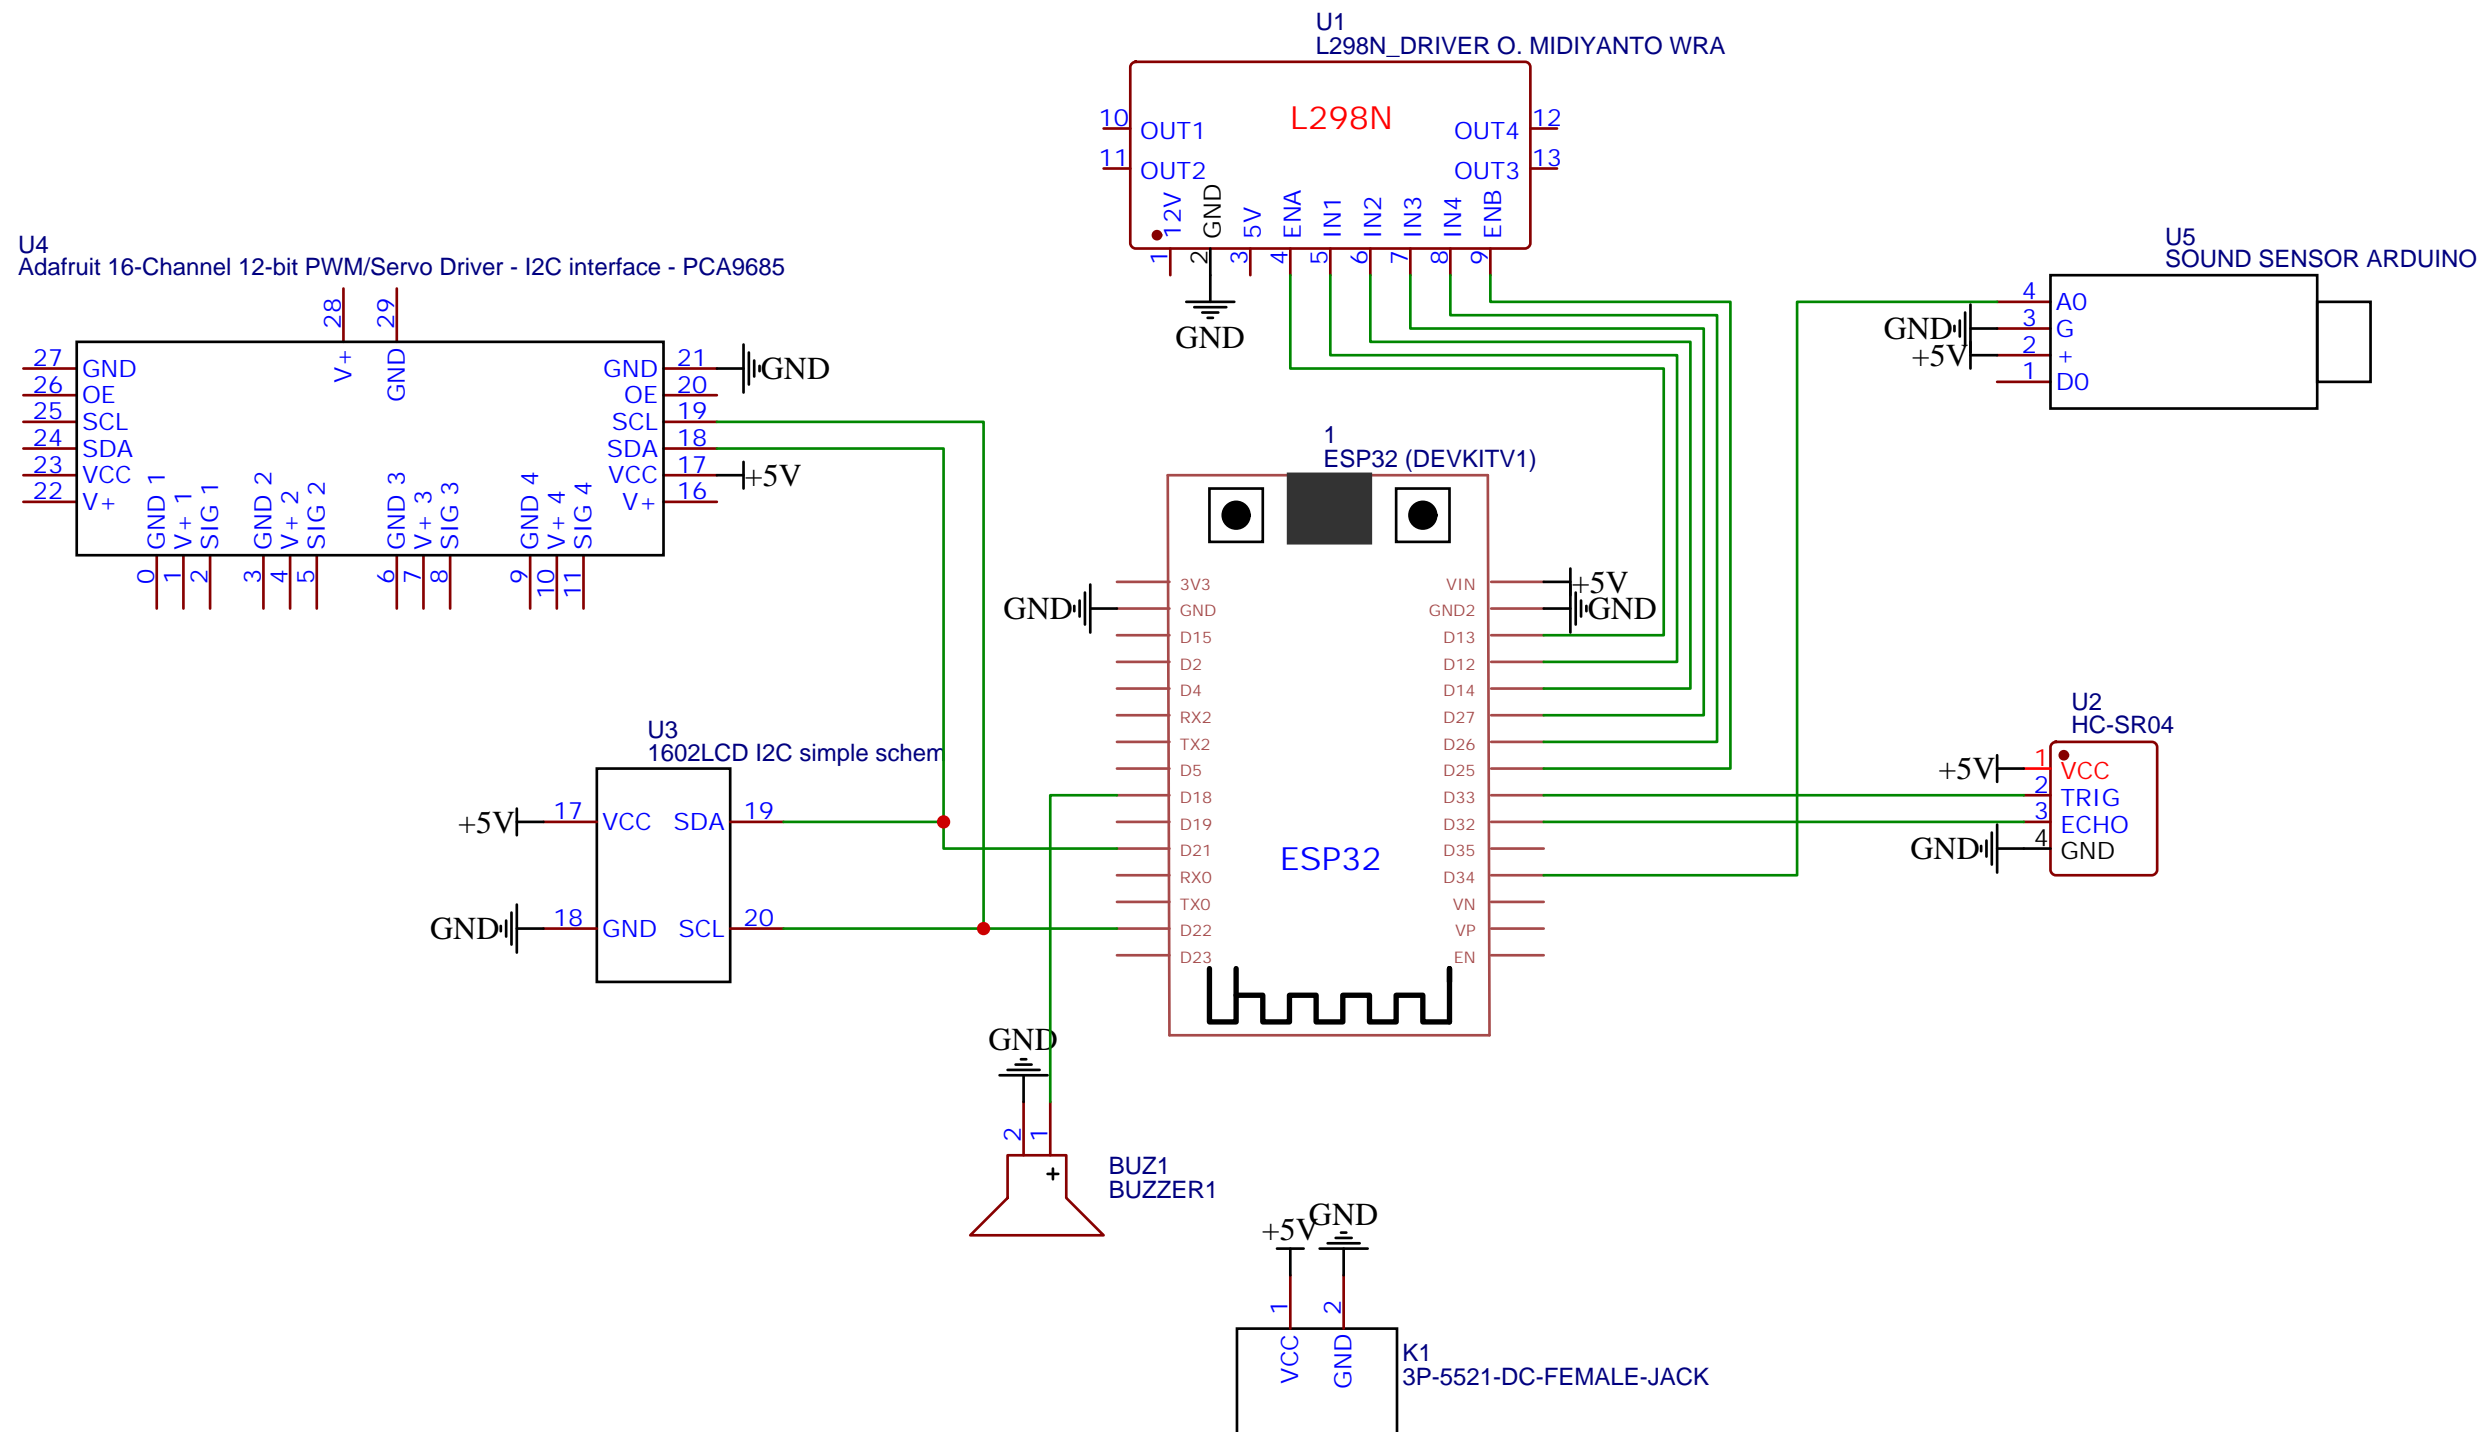 U1
L298N_DRIVER O. MIDIYANTO WRA
L298N
10 OUT1
11 OUT2
OUT4 12
OUT3 13
12V GND 5V ENA IN1 IN2 IN3 IN4 ENB
1 2 3 4 5 6 7 8 9
GND
U4
Adafruit 16-Channel 12-bit PWM/Servo Driver - I2C interface - PCA9685
28 29
V+ GND
27 GND
26 OE
25 SCL
24 SDA
23 VCC
22 V+
GND 21 GND
OE 20
SCL 19
SDA 18
VCC 17 +5V
V+ 16
GND 1 V+ 1 SIG 1 GND 2 V+ 2 SIG 2 GND 3 V+ 3 SIG 3 GND 4 V+ 4 SIG 4
0 1 2 3 4 5 6 7 8 9 10 11
U5
SOUND SENSOR ARDUINO
4 A0
GND 3 G
+5V 2 +
1 D0
1
ESP32 (DEVKITV1)
3V3
GND GND
D15
D2
D4
RX2
TX2
D5
D18
D19
D21
RX0
TX0
D22
D23
ESP32
VIN +5V
GND2 GND
D13
D12
D14
D27
D26
D25
D33
D32
D35
D34
VN
VP
EN
U3
1602LCD I2C simple schem
+5V 17 VCC SDA 19
GND 18 GND SCL 20
U2
HC-SR04
+5V 1 VCC
2 TRIG
3 ECHO
GND 4 GND
GND
2 1
+
BUZ1
BUZZER1
+5V GND
1 2
VCC GND
K1
3P-5521-DC-FEMALE-JACK